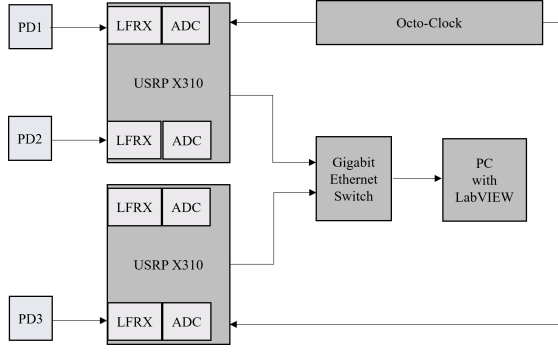 PD1
LFRX
ADC
Octo-Clock
USRP X310
PD2
LFRX
ADC
Gigabit
Ethernet
Switch
PC
with
LabVIEW
LFRX
ADC
USRP X310
PD3
LFRX
ADC